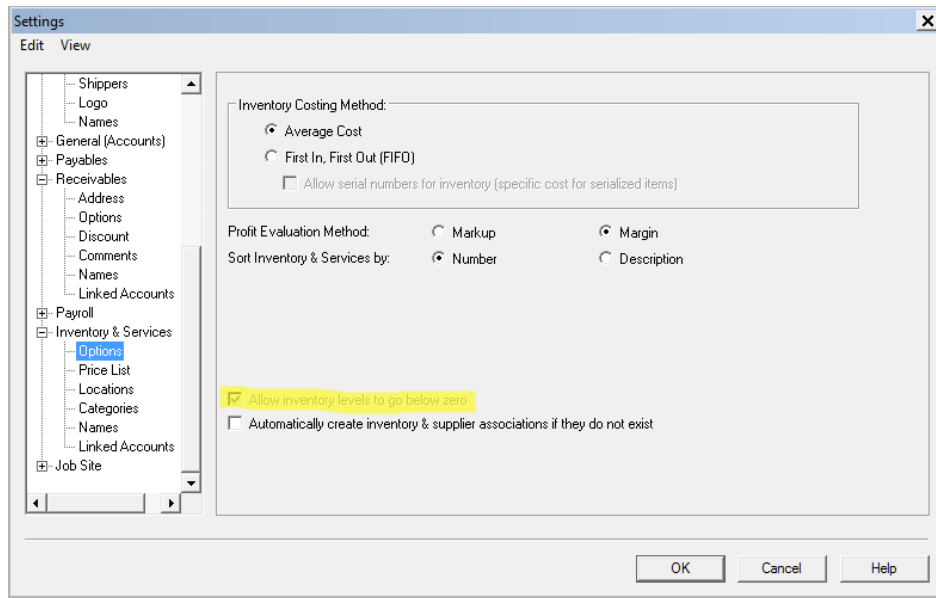 Settings
Edit View
Shippers
Logo
Names
General (Accounts)
Payables
Receivables
Address
Options
Discount
Comments
Names
Linked Accounts
Payroll
Inventory & Services
Options
Price List
Locations
Categories
Names
Linked Accounts
Job Site
Inventory Costing Method:
Average Cost
First In, First Out (FIFO)
Allow serial numbers for inventory (specific cost for serialized items)
Profit Evaluation Method: Markup Margin
Sort Inventory & Services by: Number Description
Allow inventory levels to go below zero
Automatically create inventory & supplier associations if they do not exist
OK Cancel Help